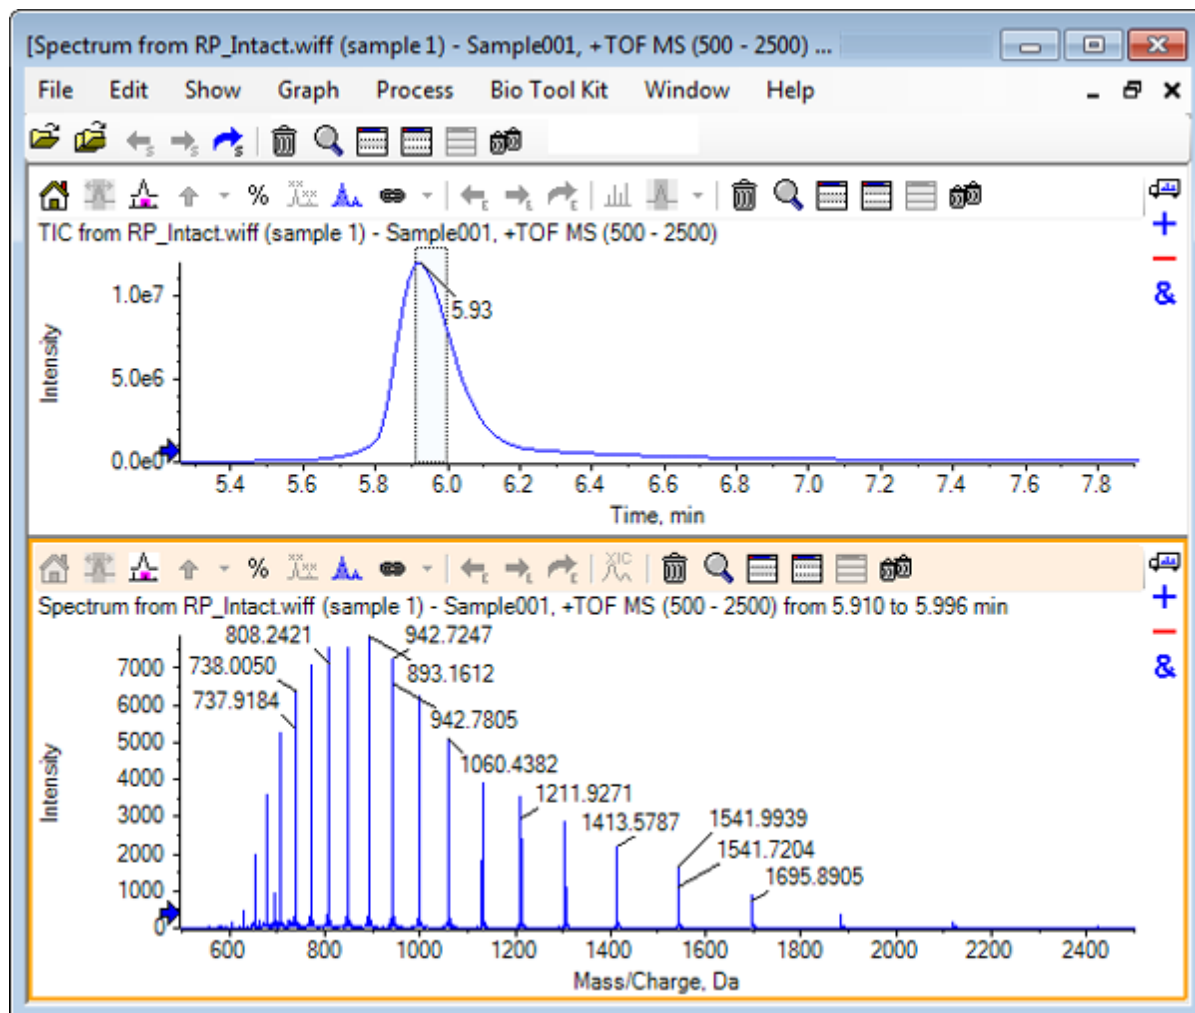 [Spectrum from RP_Intact.wiff (sample 1) - Sample001, +TOF MS (500 - 2500) ...
File Edit Show Graph Process Bio Tool Kit Window Help
TIC from RP_Intact.wiff (sample 1) - Sample001, +TOF MS (500 - 2500)
Intensity
1.0e7
5.0e6
0.0e0
5.93
5.4 5.6 5.8 6.0 6.2 6.4 6.6 6.8 7.0 7.2 7.4 7.6 7.8
Time, min
Spectrum from RP_Intact.wiff (sample 1) - Sample001, +TOF MS (500 - 2500) from 5.910 to 5.996 min
Intensity
7000
6000
5000
4000
3000
2000
1000
0
808.2421
942.7247
738.0050
893.1612
737.9184
942.7805
1060.4382
1211.9271
1413.5787
1541.9939
1541.7204
1695.8905
600 800 1000 1200 1400 1600 1800 2000 2200 2400
Mass/Charge, Da